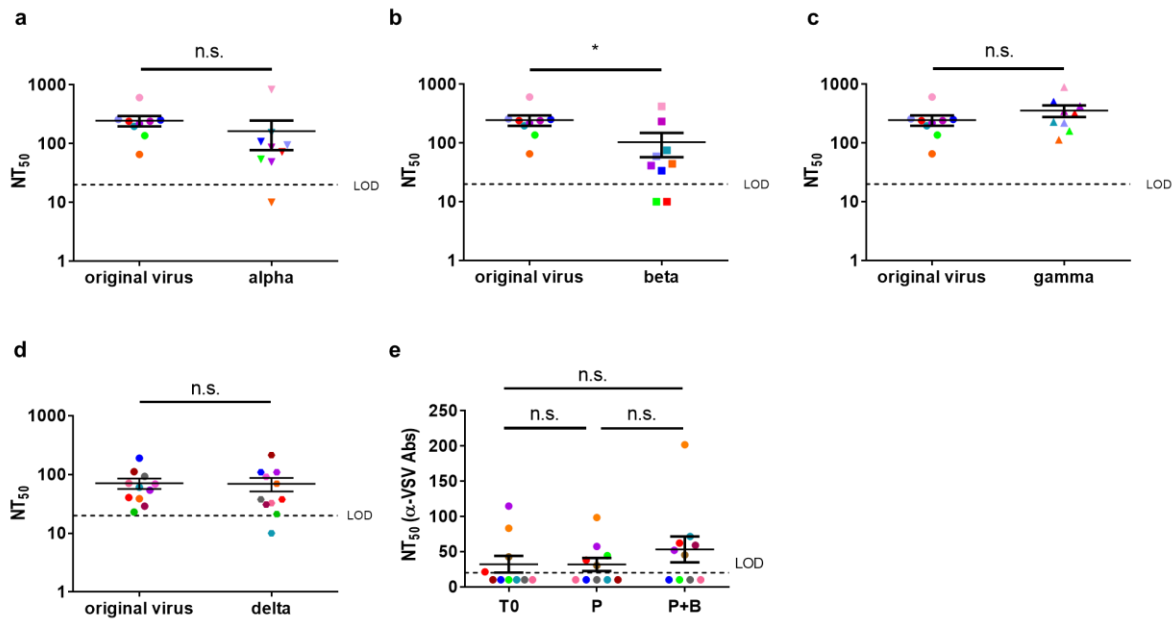 a
n.s.
1000
100
10
1
NT50
LOD
original virus alpha
b
*
1000
100
10
1
NT50
LOD
original virus beta
c
n.s.
1000
100
10
1
NT50
LOD
original virus gamma
d
n.s.
1000
100
10
1
NT50
LOD
original virus delta
e
n.s.
n.s. n.s.
250
200
150
100
50
0
NT50 (α-VSV Abs)
LOD
T0 P P+B